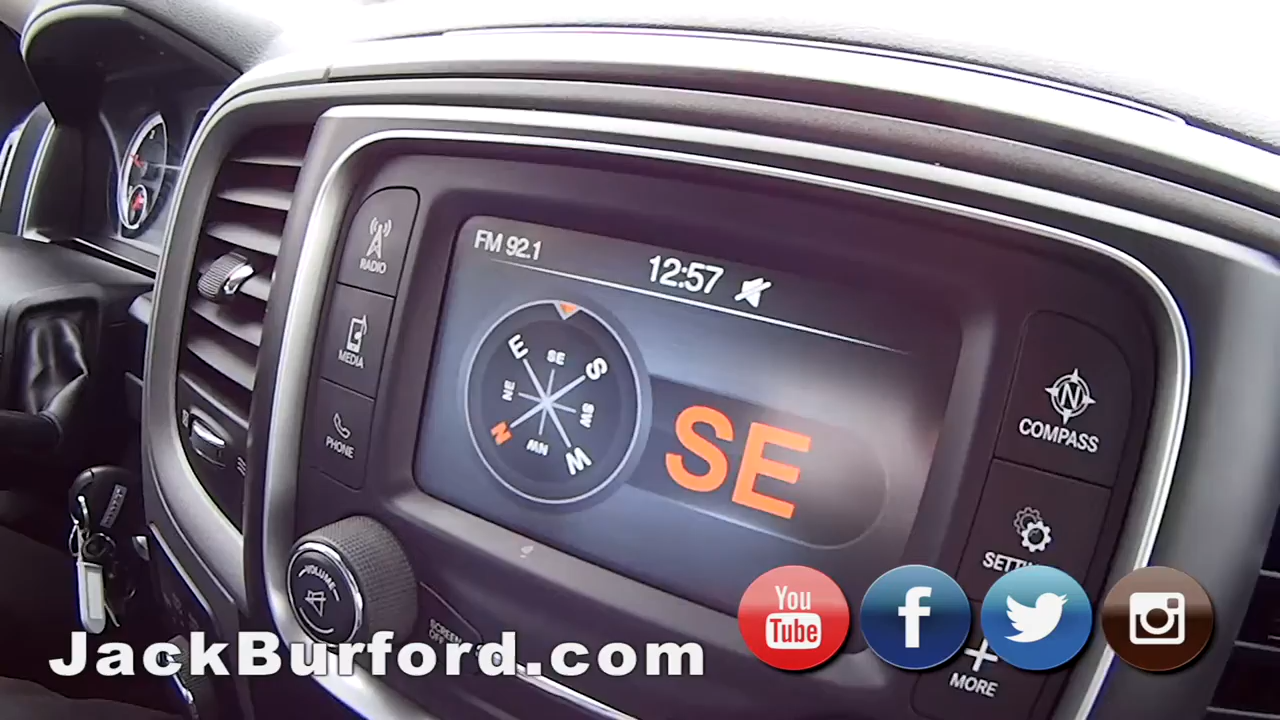 RADIO
MEDIA
PHONE
VOLUME
SCREEN
OFF
FM 92.1
12:57
E
SE
S
NE
SW
N
NW
W
SE
N
COMPASS
MORE
JackBurford.com
You
Tube
f